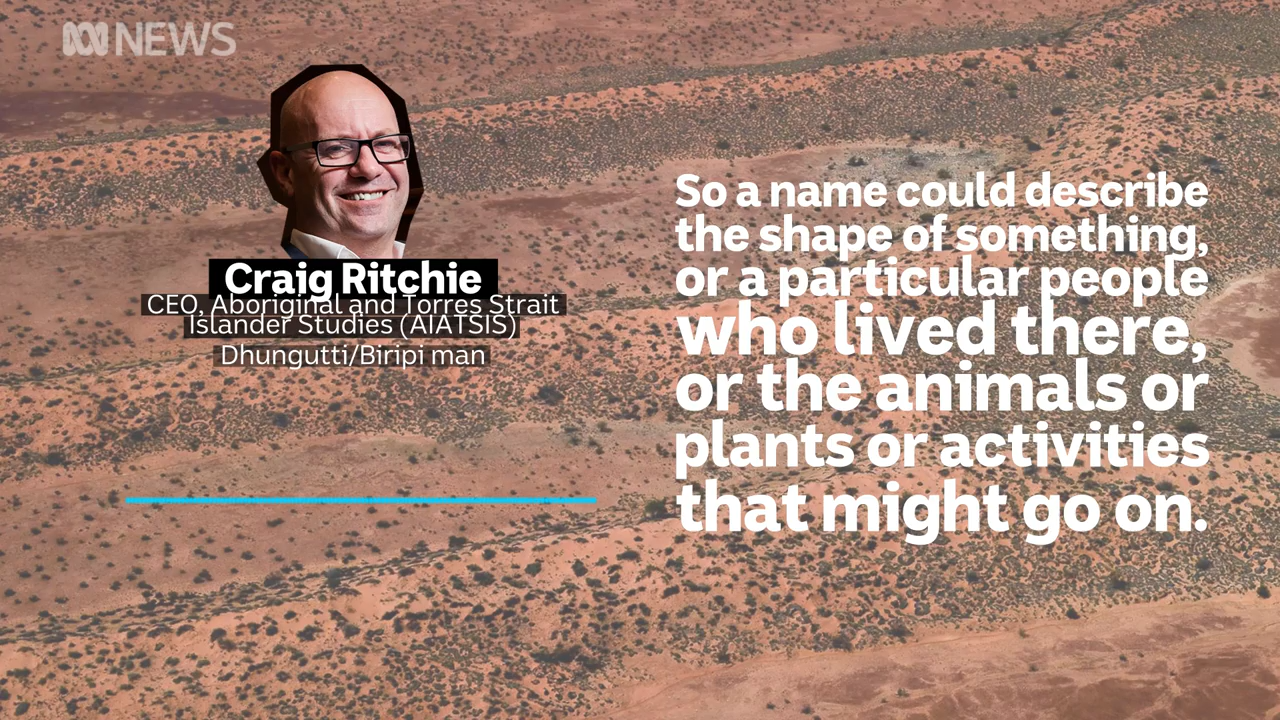 NEWS
Craig Ritchie
CEO, Aboriginal and Torres Strait
Islander Studies (AIATSIS)
Dhungutti/Biripi man
So a name could describe
the shape of something,
or a particular people
who lived there,
or the animals or
plants or activities
that might go on.